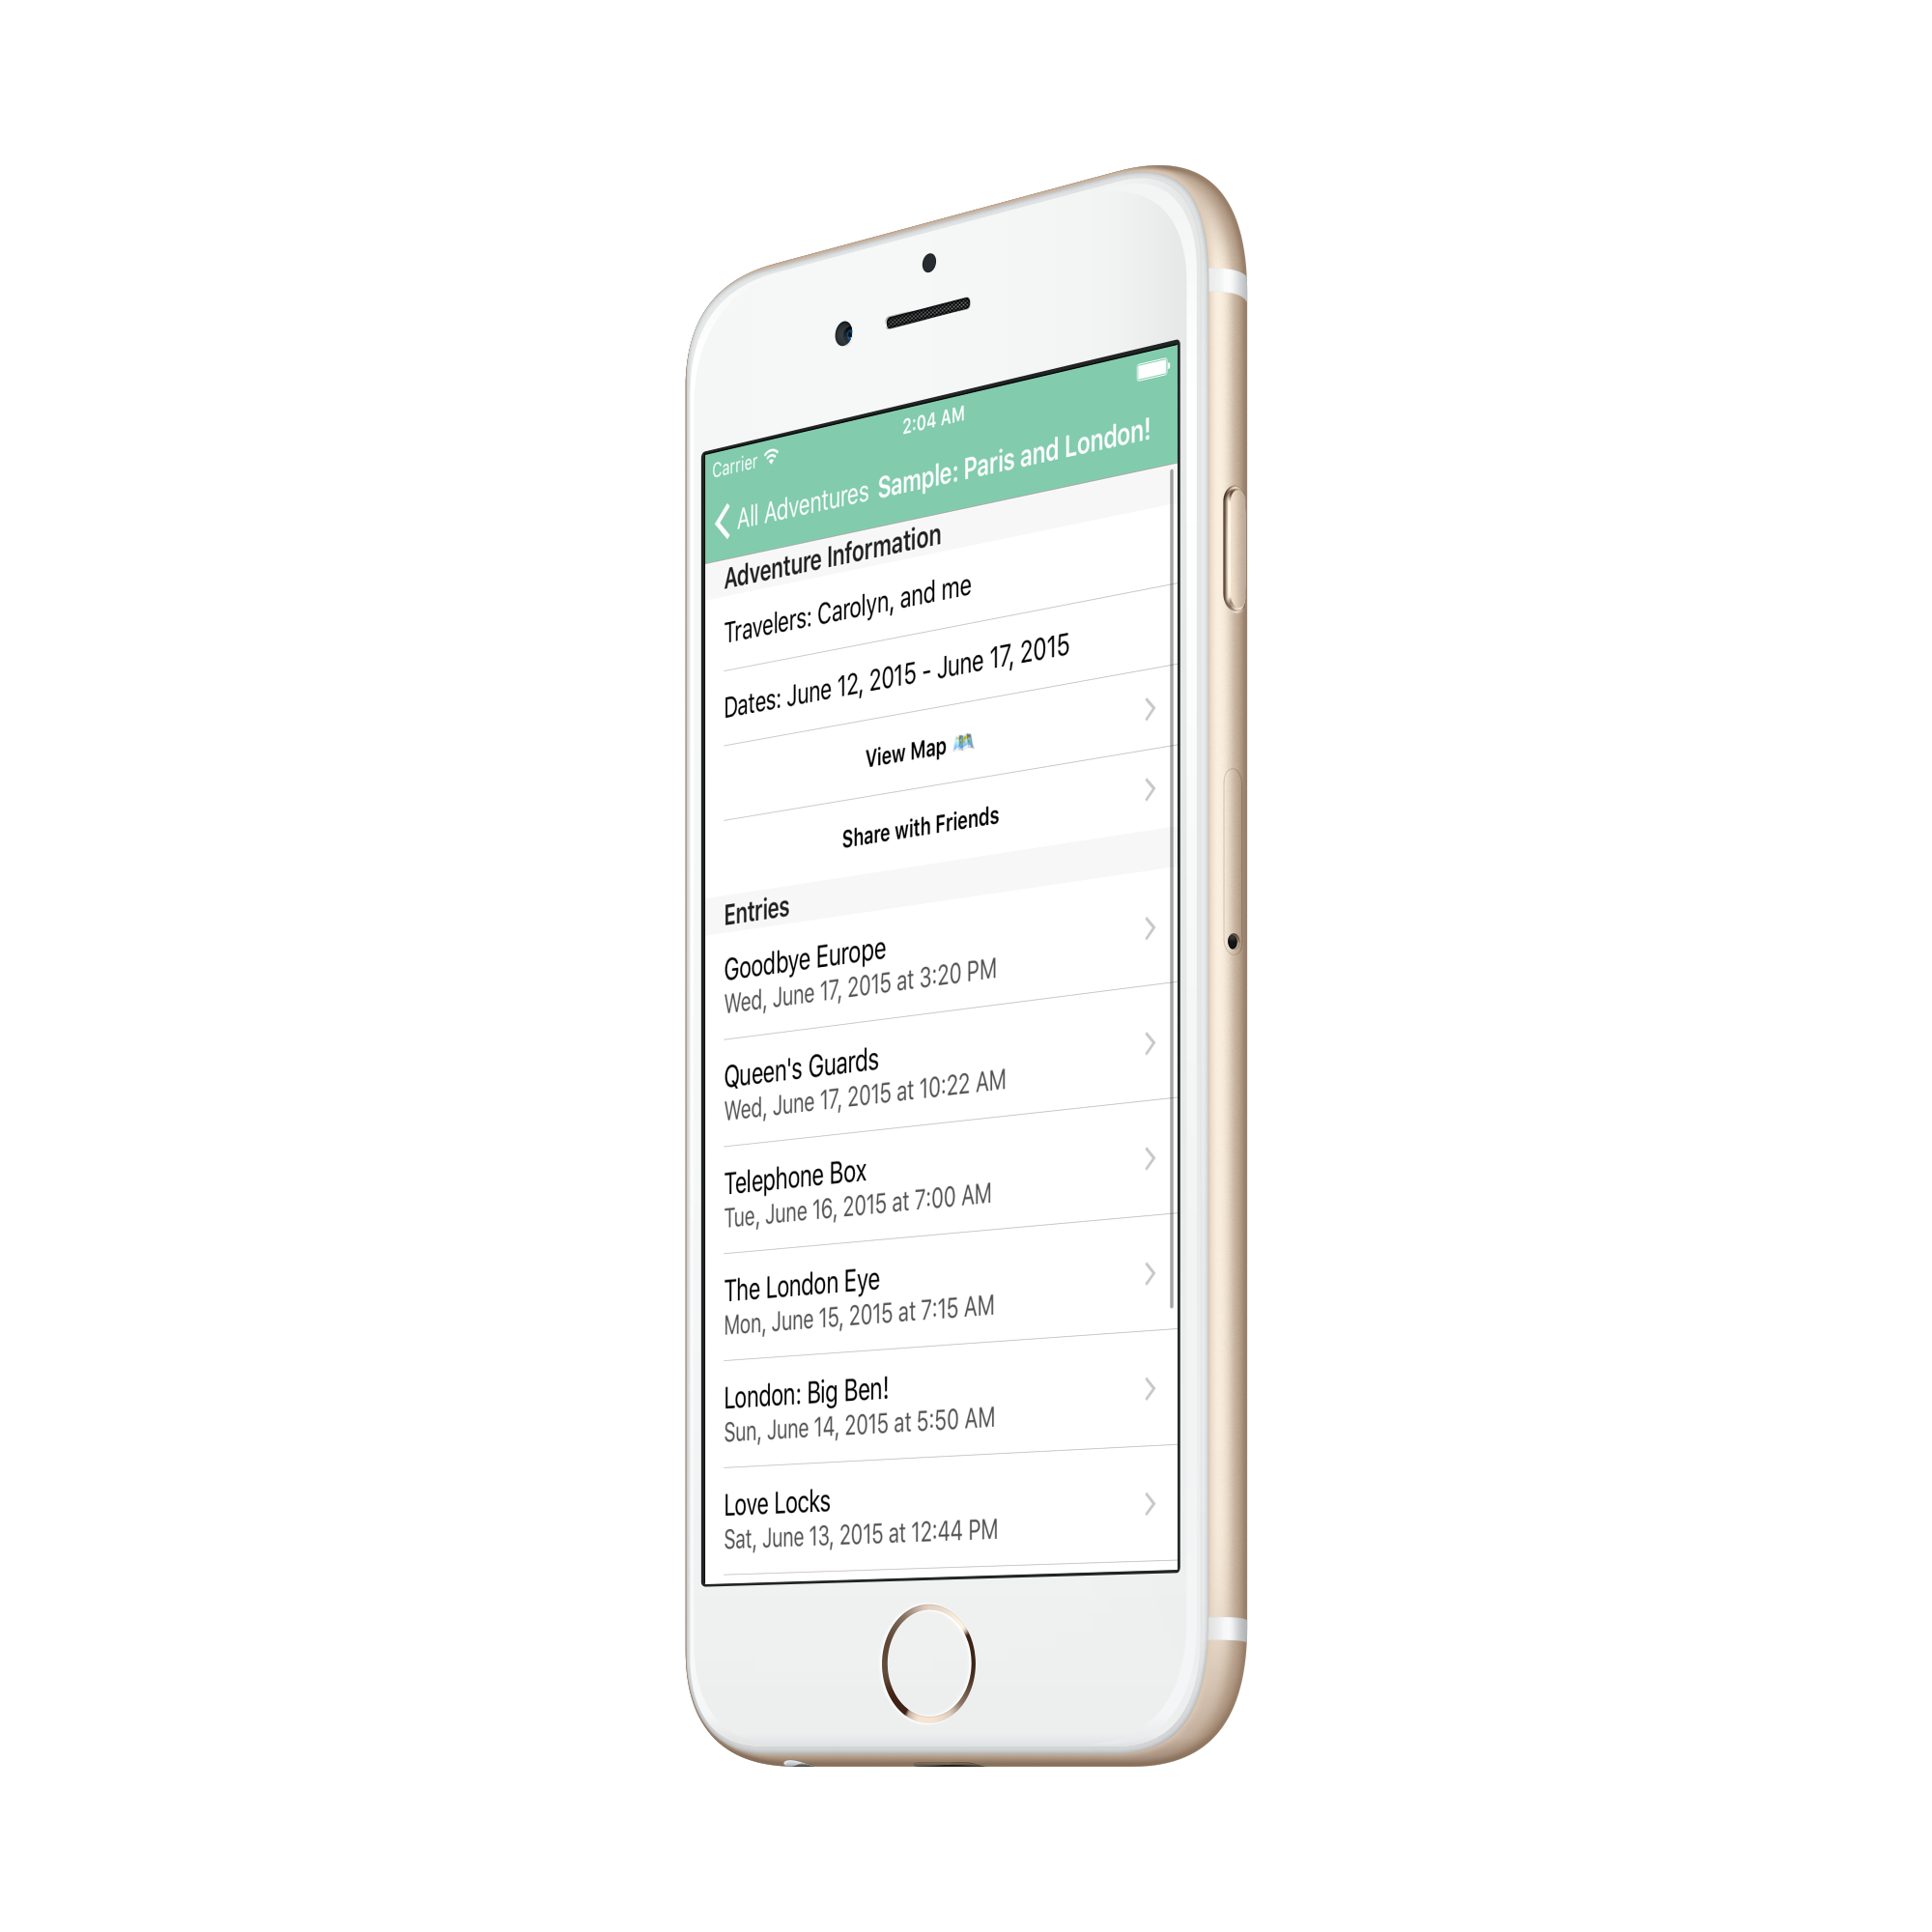 Carrier 2:04 AM
All Adventures Sample: Paris and London!
Adventure Information
Travelers: Carolyn, and me
Dates: June 12, 2015 - June 17, 2015
View Map 🗺
Share with Friends
Entries
Goodbye Europe
Wed, June 17, 2015 at 3:20 PM
Queen's Guards
Wed, June 17, 2015 at 10:22 AM
Telephone Box
Tue, June 16, 2015 at 7:00 AM
The London Eye
Mon, June 15, 2015 at 7:15 AM
London: Big Ben!
Sun, June 14, 2015 at 5:50 AM
Love Locks
Sat, June 13, 2015 at 12:44 PM